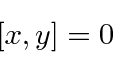 [x, y] = 0